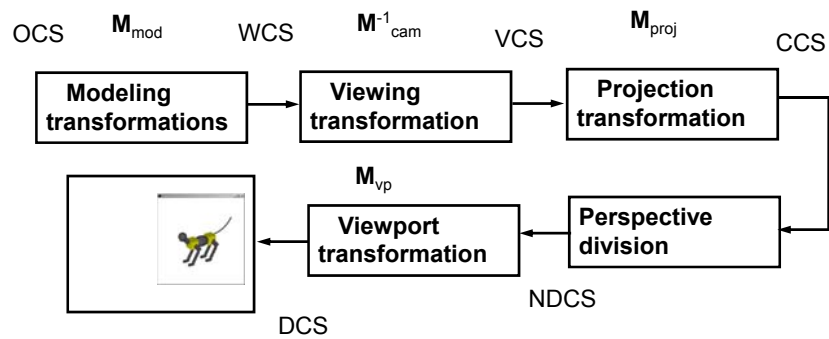 OCS M_mod WCS M^-1_cam VCS M_proj CCS
Modeling transformations
Viewing transformation
Projection transformation
M_vp
Viewport transformation
Perspective division
NDCS
DCS